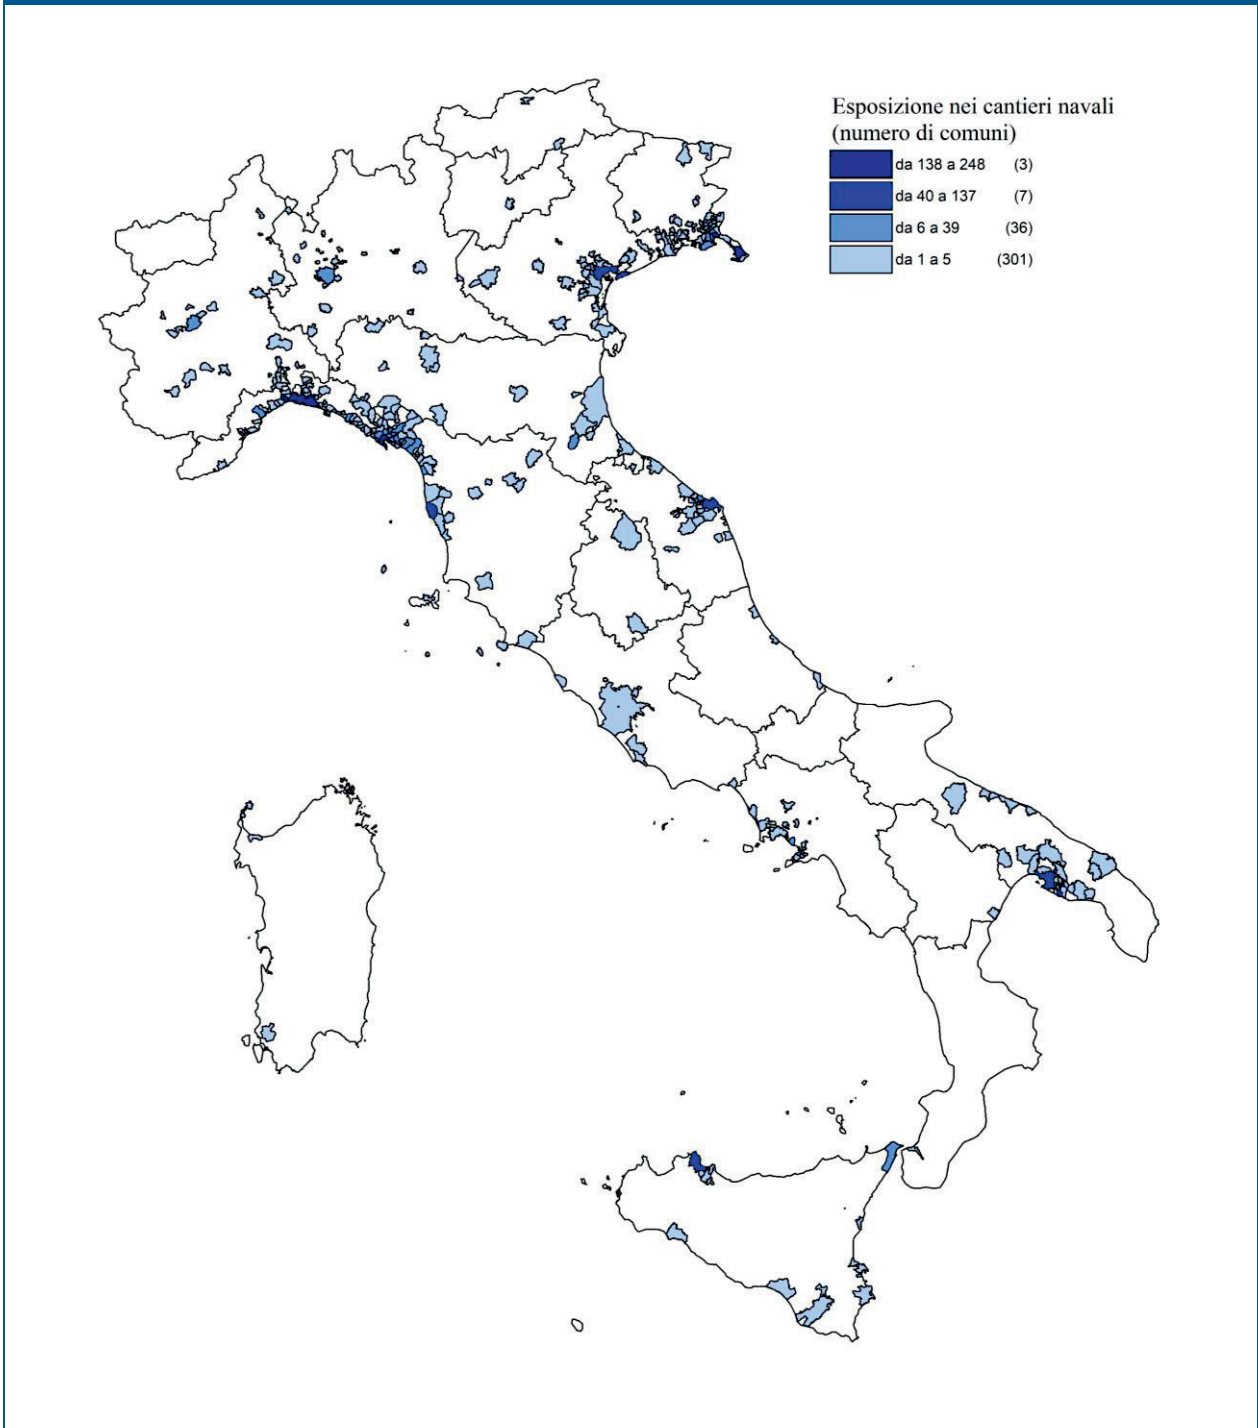 Esposizione nei cantieri navali
(numero di comuni)
da 138 a 248 (3)
da 40 a 137 (7)
da 6 a 39 (36)
da 1 a 5 (301)